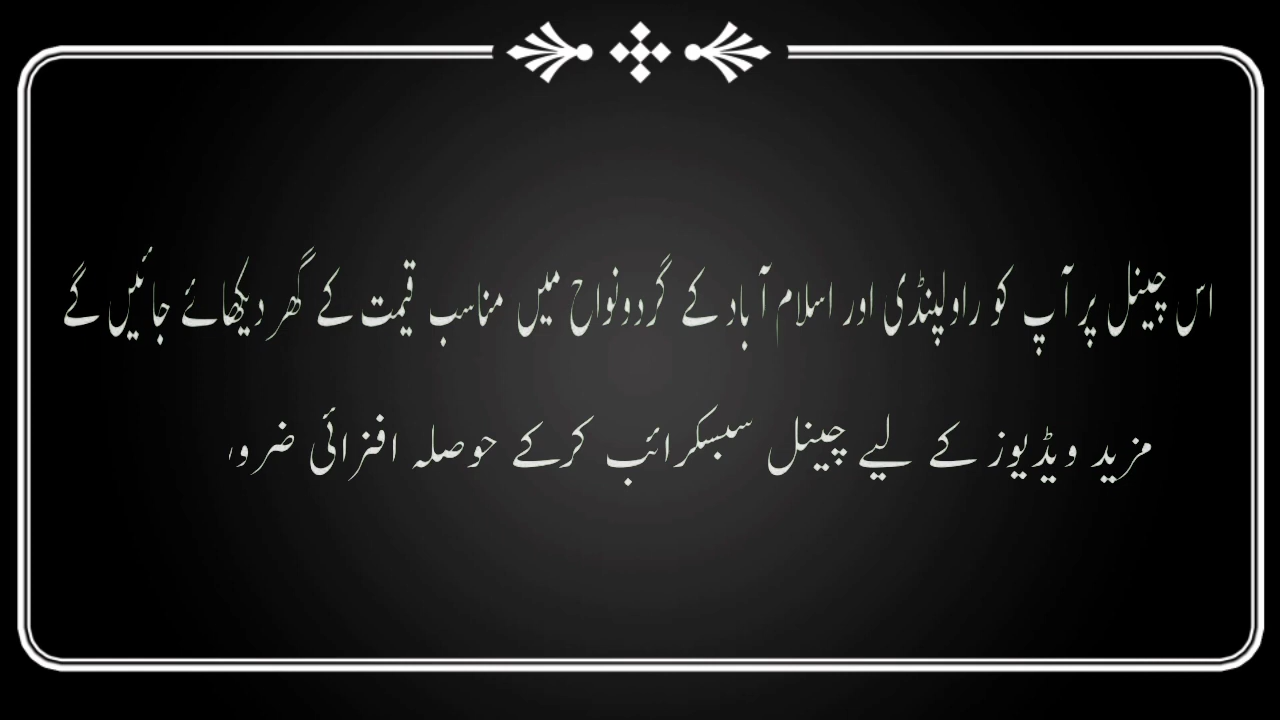 اس چینل پر آپ کو راولپنڈی اور اسلام آباد کے گردونواح میں مناسب قیمت کے گھر دیکھائے جائیں گے
مزید ویڈیوز کے لیے چینل سبسکرائب کرکے حوصلہ افزائی